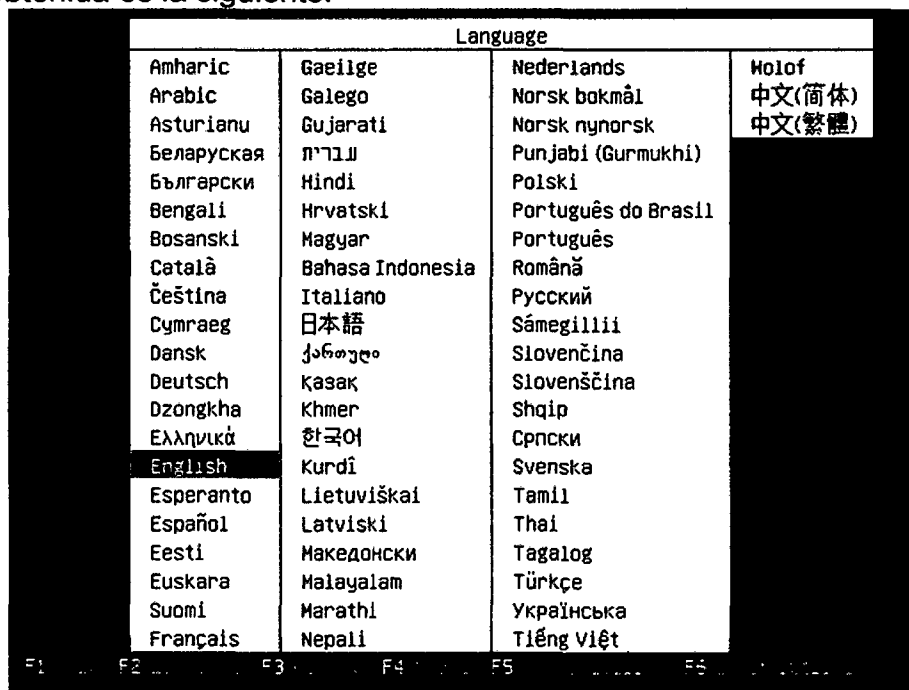 obtenida es la siguiente:
Language
Amharic
Arabic
Asturianu
Беларуская
Български
Bengali
Bosanski
Català
Čeština
Cymraeg
Dansk
Deutsch
Dzongkha
Ελληνικά
English
Esperanto
Español
Eesti
Euskara
Suomi
Français
Gaeilge
Galego
Gujarati
עברית
Hindi
Hrvatski
Magyar
Bahasa Indonesia
Italiano
日本語
ქართული
Қазақ
Khmer
한국어
Kurdî
Lietuviškai
Latviski
Македонски
Malayalam
Marathi
Nepali
Nederlands
Norsk bokmål
Norsk nynorsk
Punjabi (Gurmukhi)
Polski
Português do Brasil
Português
Română
Русский
Sámegillii
Slovenčina
Slovenščina
Shqip
Српски
Svenska
Tamil
Thai
Tagalog
Türkçe
Українська
Tiếng Việt
Wolof
中文(简体)
中文(繁體)
F1 F2 F3 F4 F5 F6